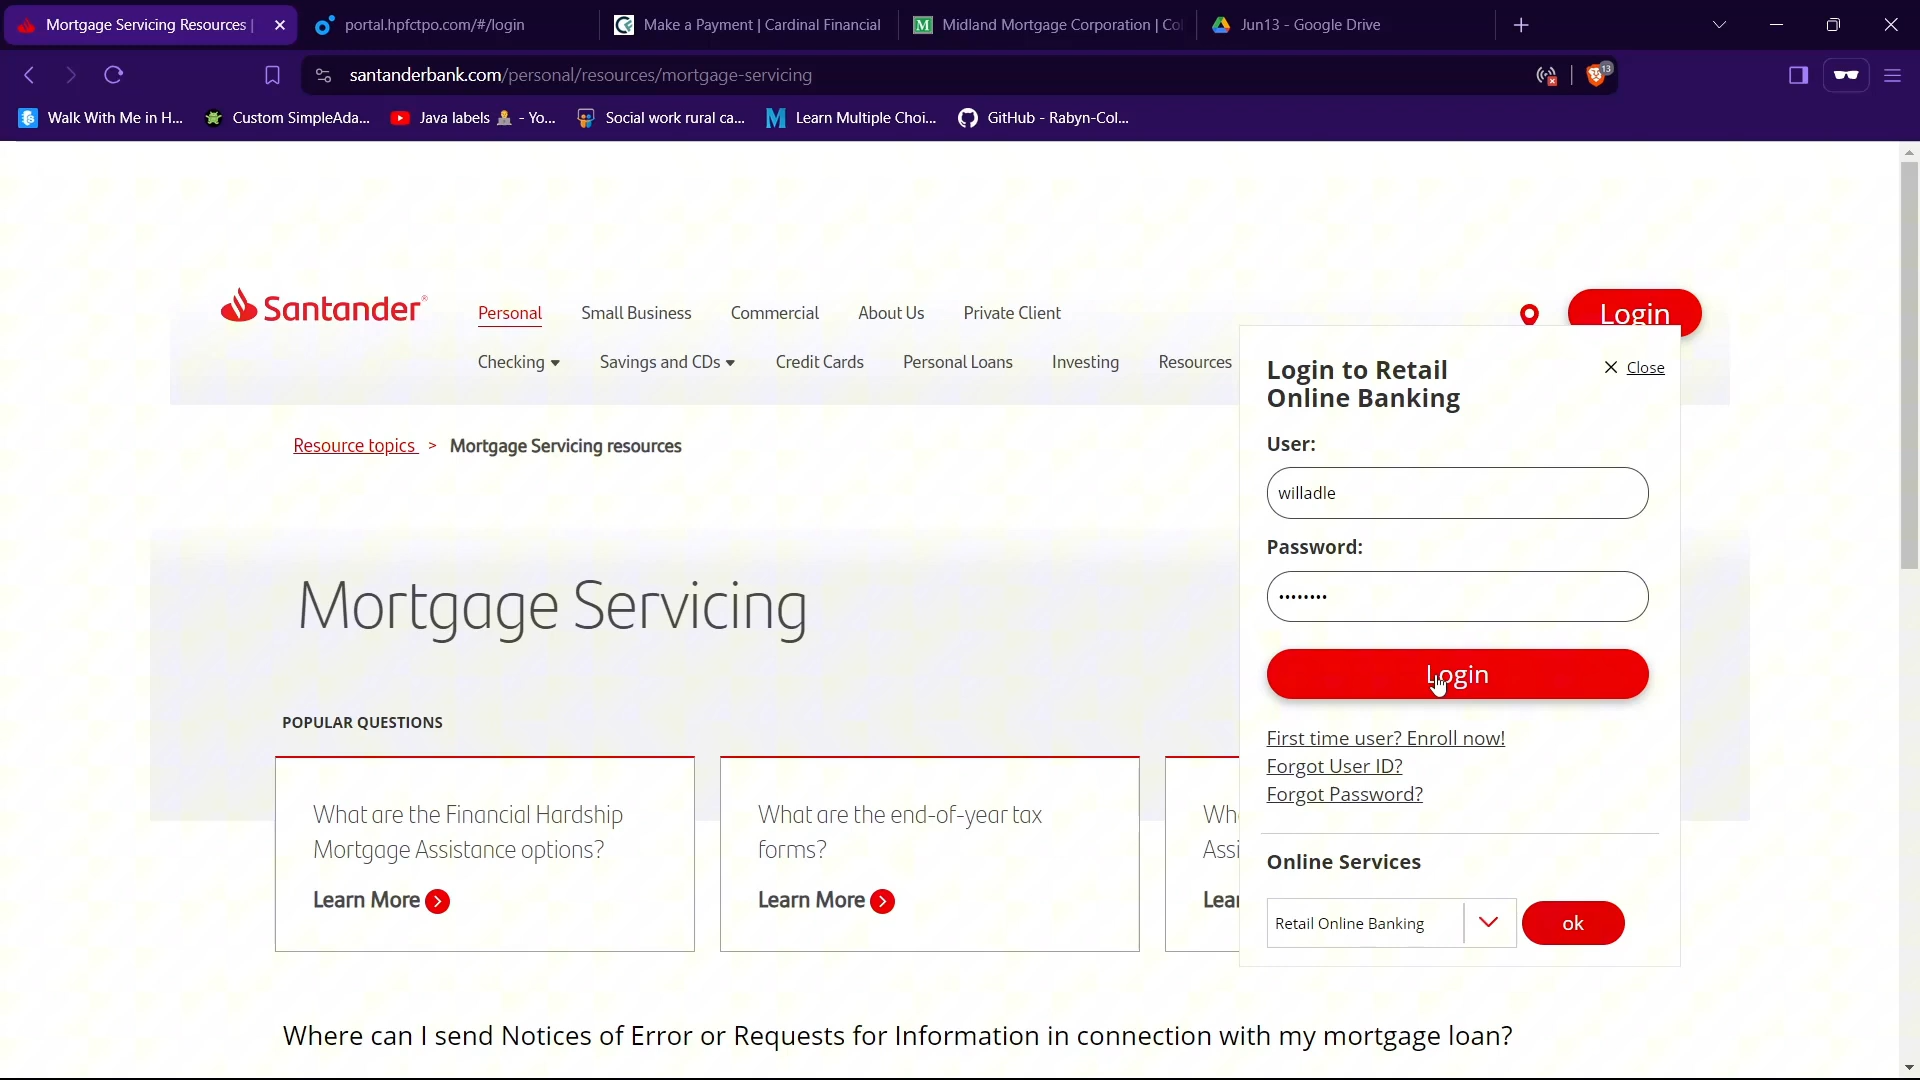 Mortgage Servicing Resources |
portal.hpfctpo.com/#/login
Make a Payment | Cardinal Financial
Midland Mortgage Corporation | Co
Jun13 - Google Drive
santanderbank.com/personal/resources/mortgage-servicing
13
Walk With Me in H...
Custom SimpleAda...
Java labels - Yo...
Social work rural ca...
Learn Multiple Choi...
GitHub - Rabyn-Col...
Santander
Personal
Small Business
Commercial
About Us
Private Client
Login
Checking
Savings and CDs
Credit Cards
Personal Loans
Investing
Resources
Resource topics > Mortgage Servicing resources
Mortgage Servicing
POPULAR QUESTIONS
What are the Financial Hardship
Mortgage Assistance options?
Learn More
What are the end-of-year tax
forms?
Learn More
Wh
Assi
Lear
Login to Retail
Online Banking
Close
User:
willadle
Password:
••••••••
Login
First time user? Enroll now!
Forgot User ID?
Forgot Password?
Online Services
Retail Online Banking
ok
Where can I send Notices of Error or Requests for Information in connection with my mortgage loan?